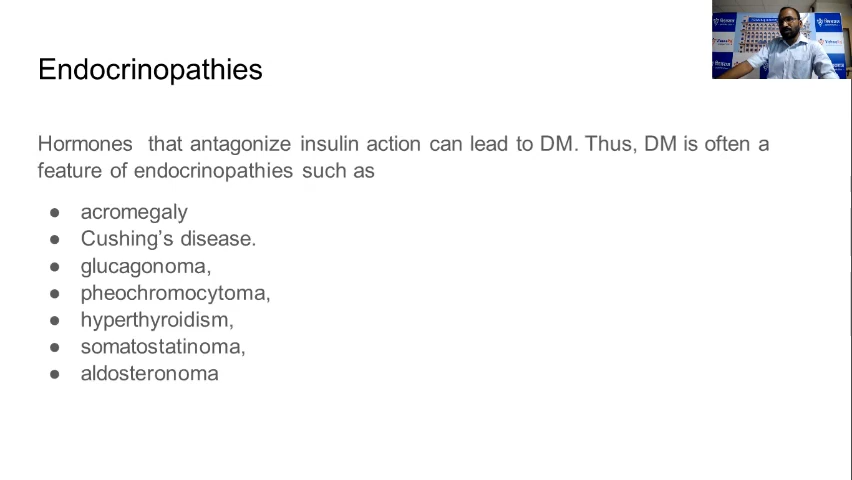 Endocrinopathies
Hormones that antagonize insulin action can lead to DM. Thus, DM is often a
feature of endocrinopathies such as
● acromegaly
● Cushing’s disease.
● glucagonoma,
● pheochromocytoma,
● hyperthyroidism,
● somatostatinoma,
● aldosteronoma